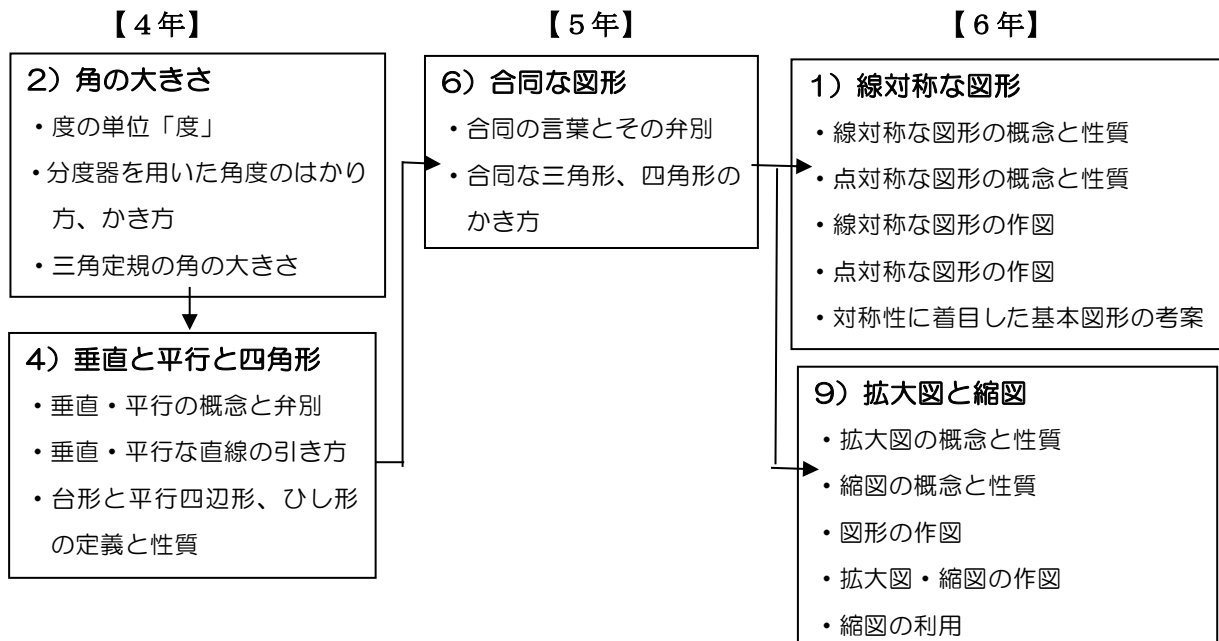 【4年】
2）角の大きさ
・度の単位「度」
・分度器を用いた角度のはかり
方、かき方
・三角定規の角の大きさ
4）垂直と平行と四角形
・垂直・平行の概念と弁別
・垂直・平行な直線の引き方
・台形と平行四辺形、ひし形
の定義と性質
【5年】
6）合同な図形
・合同の言葉とその弁別
・合同な三角形、四角形の
かき方
【6年】
1）線対称な図形
・線対称な図形の概念と性質
・点対称な図形の概念と性質
・線対称な図形の作図
・点対称な図形の作図
・対称性に着目した基本図形の考案
9）拡大図と縮図
・拡大図の概念と性質
・縮図の概念と性質
・図形の作図
・拡大図・縮図の作図
・縮図の利用